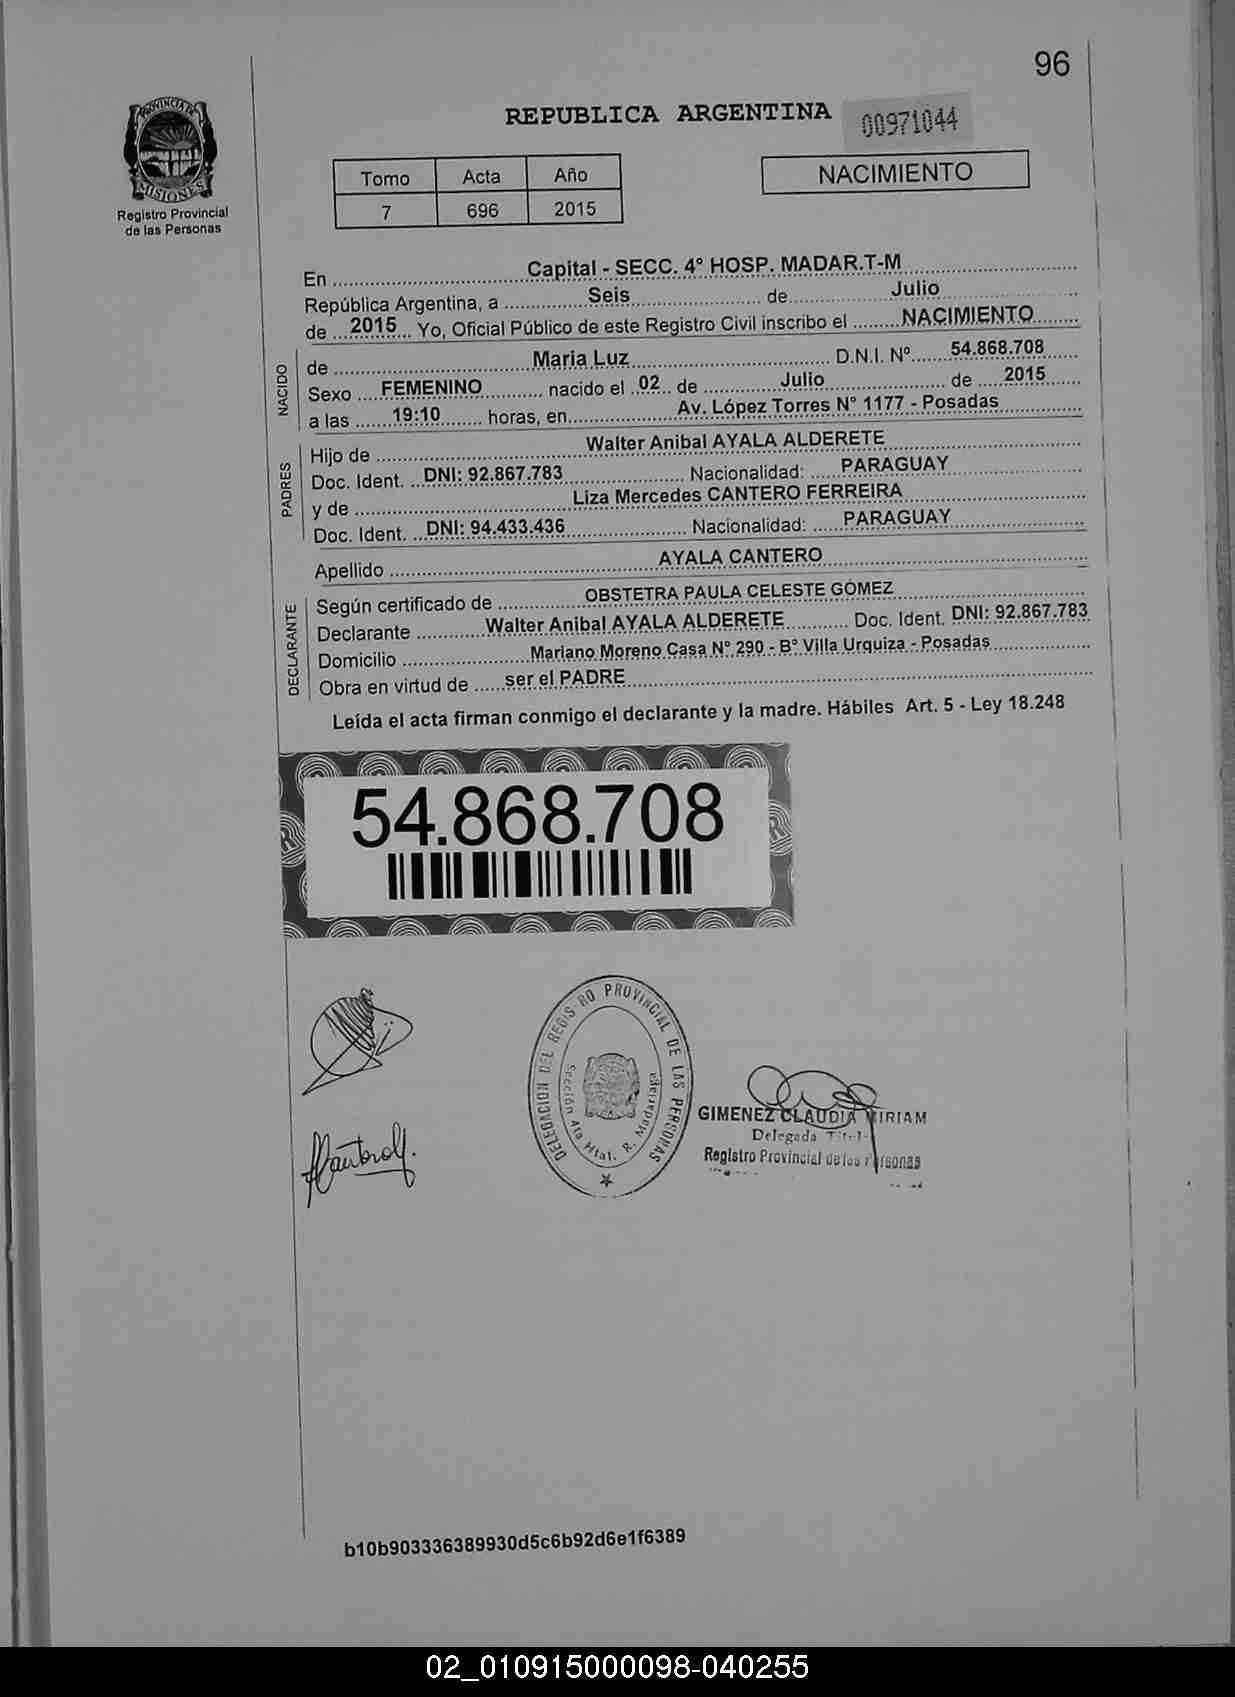 96
PROVINCIA DE
MISIONES
Registro Provincial
de las Personas
REPUBLICA ARGENTINA
00971044
Tomo Acta Año
7 696 2015
NACIMIENTO
En Capital - SECC. 4° HOSP. MADAR.T-M
República Argentina, a Seis de Julio
de 2015 Yo, Oficial Público de este Registro Civil inscribo el NACIMIENTO
NACIDO
de Maria Luz D.N.I. N° 54.868.708
Sexo FEMENINO nacido el 02 de Julio de 2015
a las 19:10 horas, en Av. López Torres N° 1177 - Posadas
PADRES
Hijo de Walter Anibal AYALA ALDERETE
Doc. Ident. DNI: 92.867.783 Nacionalidad: PARAGUAY
y de Liza Mercedes CANTERO FERREIRA
Doc. Ident. DNI: 94.433.436 Nacionalidad: PARAGUAY
Apellido AYALA CANTERO
DECLARANTE
Según certificado de OBSTETRA PAULA CELESTE GÓMEZ
Declarante Walter Anibal AYALA ALDERETE Doc. Ident. DNI: 92.867.783
Domicilio Mariano Moreno Casa N° 290 - B° Villa Urquiza - Posadas
Obra en virtud de ser el PADRE
Leída el acta firman conmigo el declarante y la madre. Hábiles Art. 5 - Ley 18.248
54.868.708
DELEGACION DEL REGIS RO PROVINCIAL DE LAS PERSONAS
Sección 4ta Htal. R. Madariaga
GIMENEZ CLAUDIA MIRIAM
Delegada
Registro Provincial de las Personas
b10b903336389930d5c6b92d6e1f6389
02_010915000098-040255